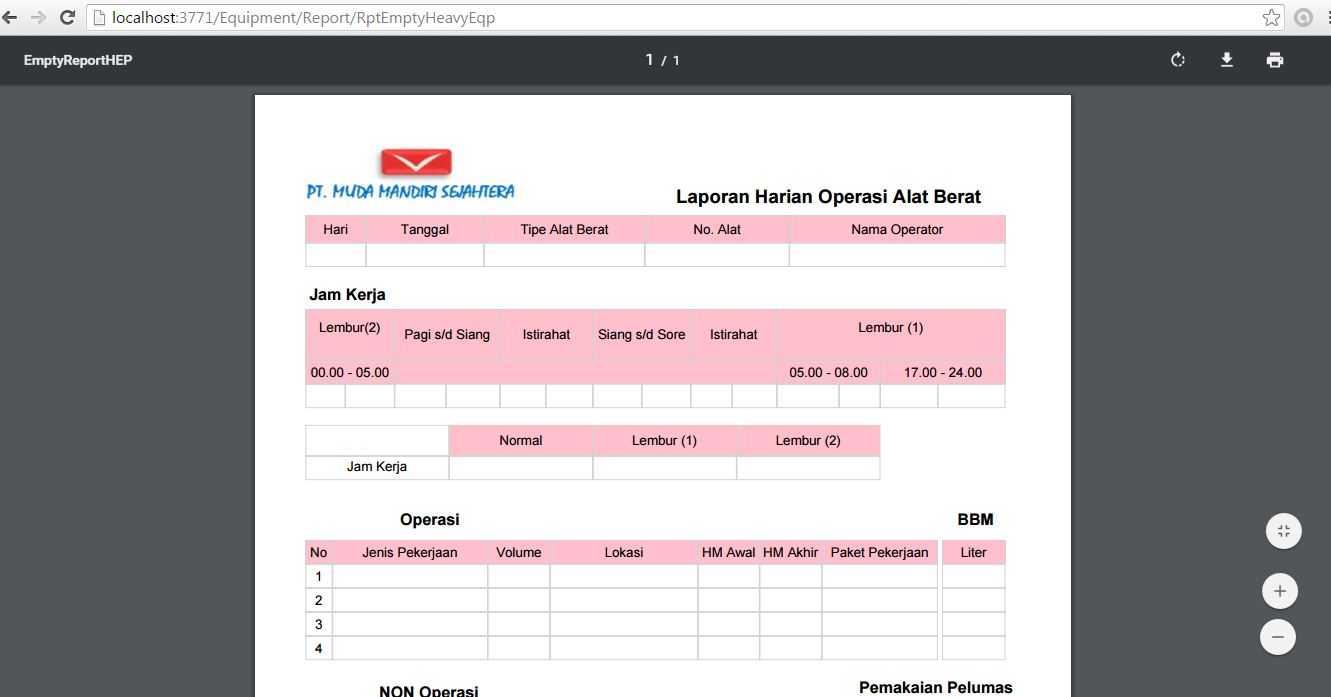 localhost:3771/Equipment/Report/RptEmptyHeavyEqp
EmptyReportHEP 1 / 1
PT. MUDA MANDIRI SEJAHTERA
Laporan Harian Operasi Alat Berat
Hari Tanggal Tipe Alat Berat No. Alat Nama Operator
Jam Kerja
Lembur(2) Pagi s/d Siang Istirahat Siang s/d Sore Istirahat Lembur (1)
00.00 - 05.00 05.00 - 08.00 17.00 - 24.00
Normal Lembur (1) Lembur (2)
Jam Kerja
Operasi BBM
No Jenis Pekerjaan Volume Lokasi HM Awal HM Akhir Paket Pekerjaan Liter
1
2
3
4
NON Operasi Pemakaian Pelumas